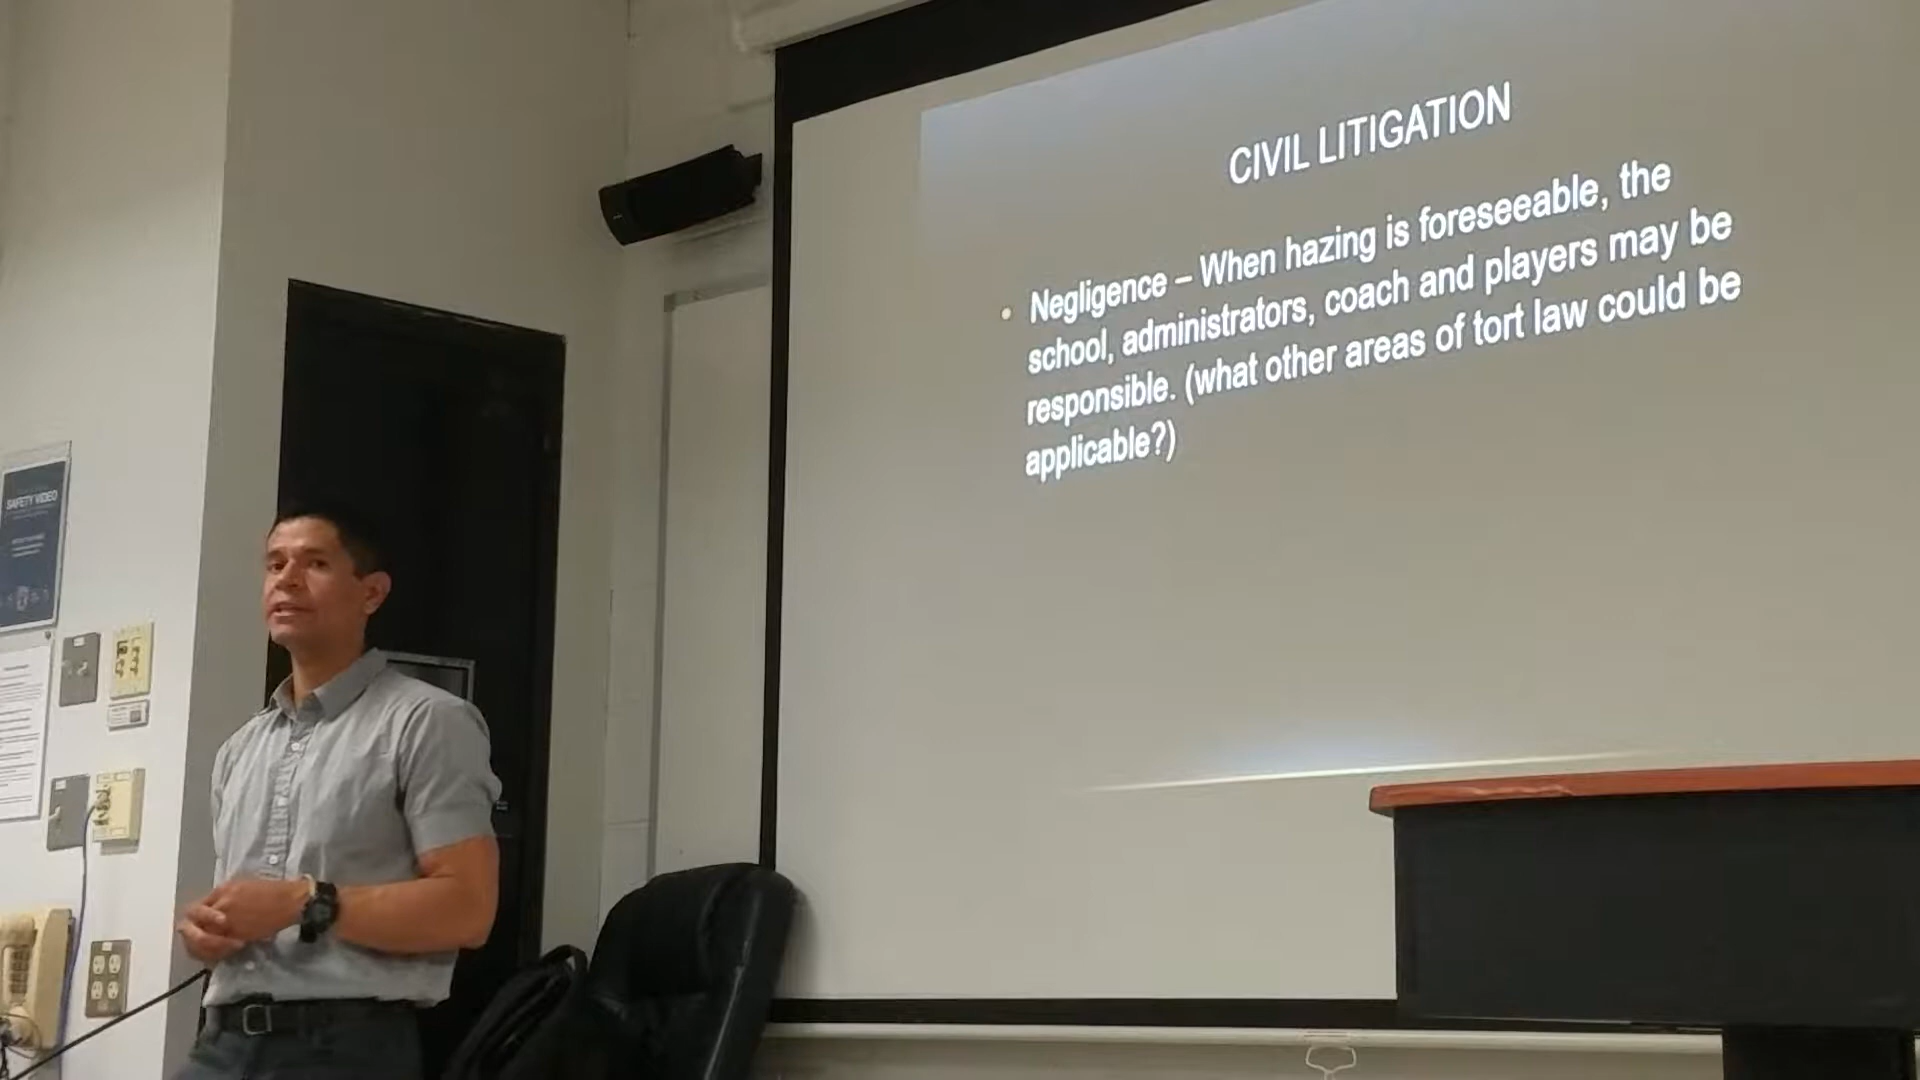 CIVIL LITIGATION
Negligence – When hazing is foreseeable, the
school, administrators, coach and players may be
responsible. (what other areas of tort law could be
applicable?)
SAFETY VIDEO